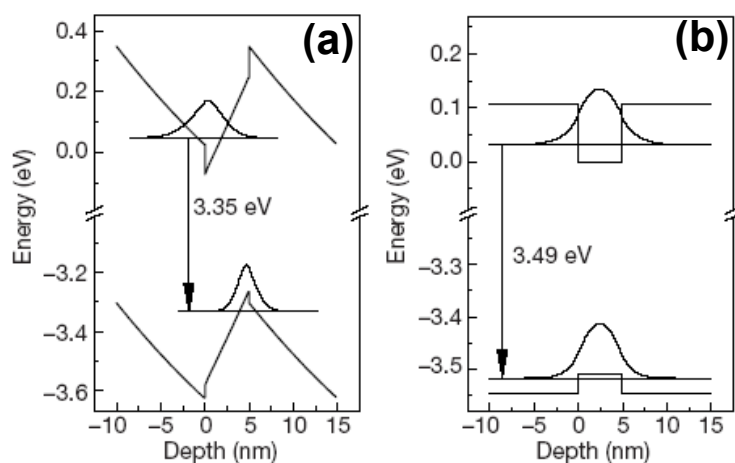 (a)
0.4
0.2
0.0
−3.2
−3.4
−3.6
Energy (eV)
3.35 eV
−10 −5 0 5 10 15
Depth (nm)
(b)
0.2
0.1
0.0
−3.3
−3.4
−3.5
Energy (eV)
3.49 eV
−10 −5 0 5 10 15
Depth (nm)